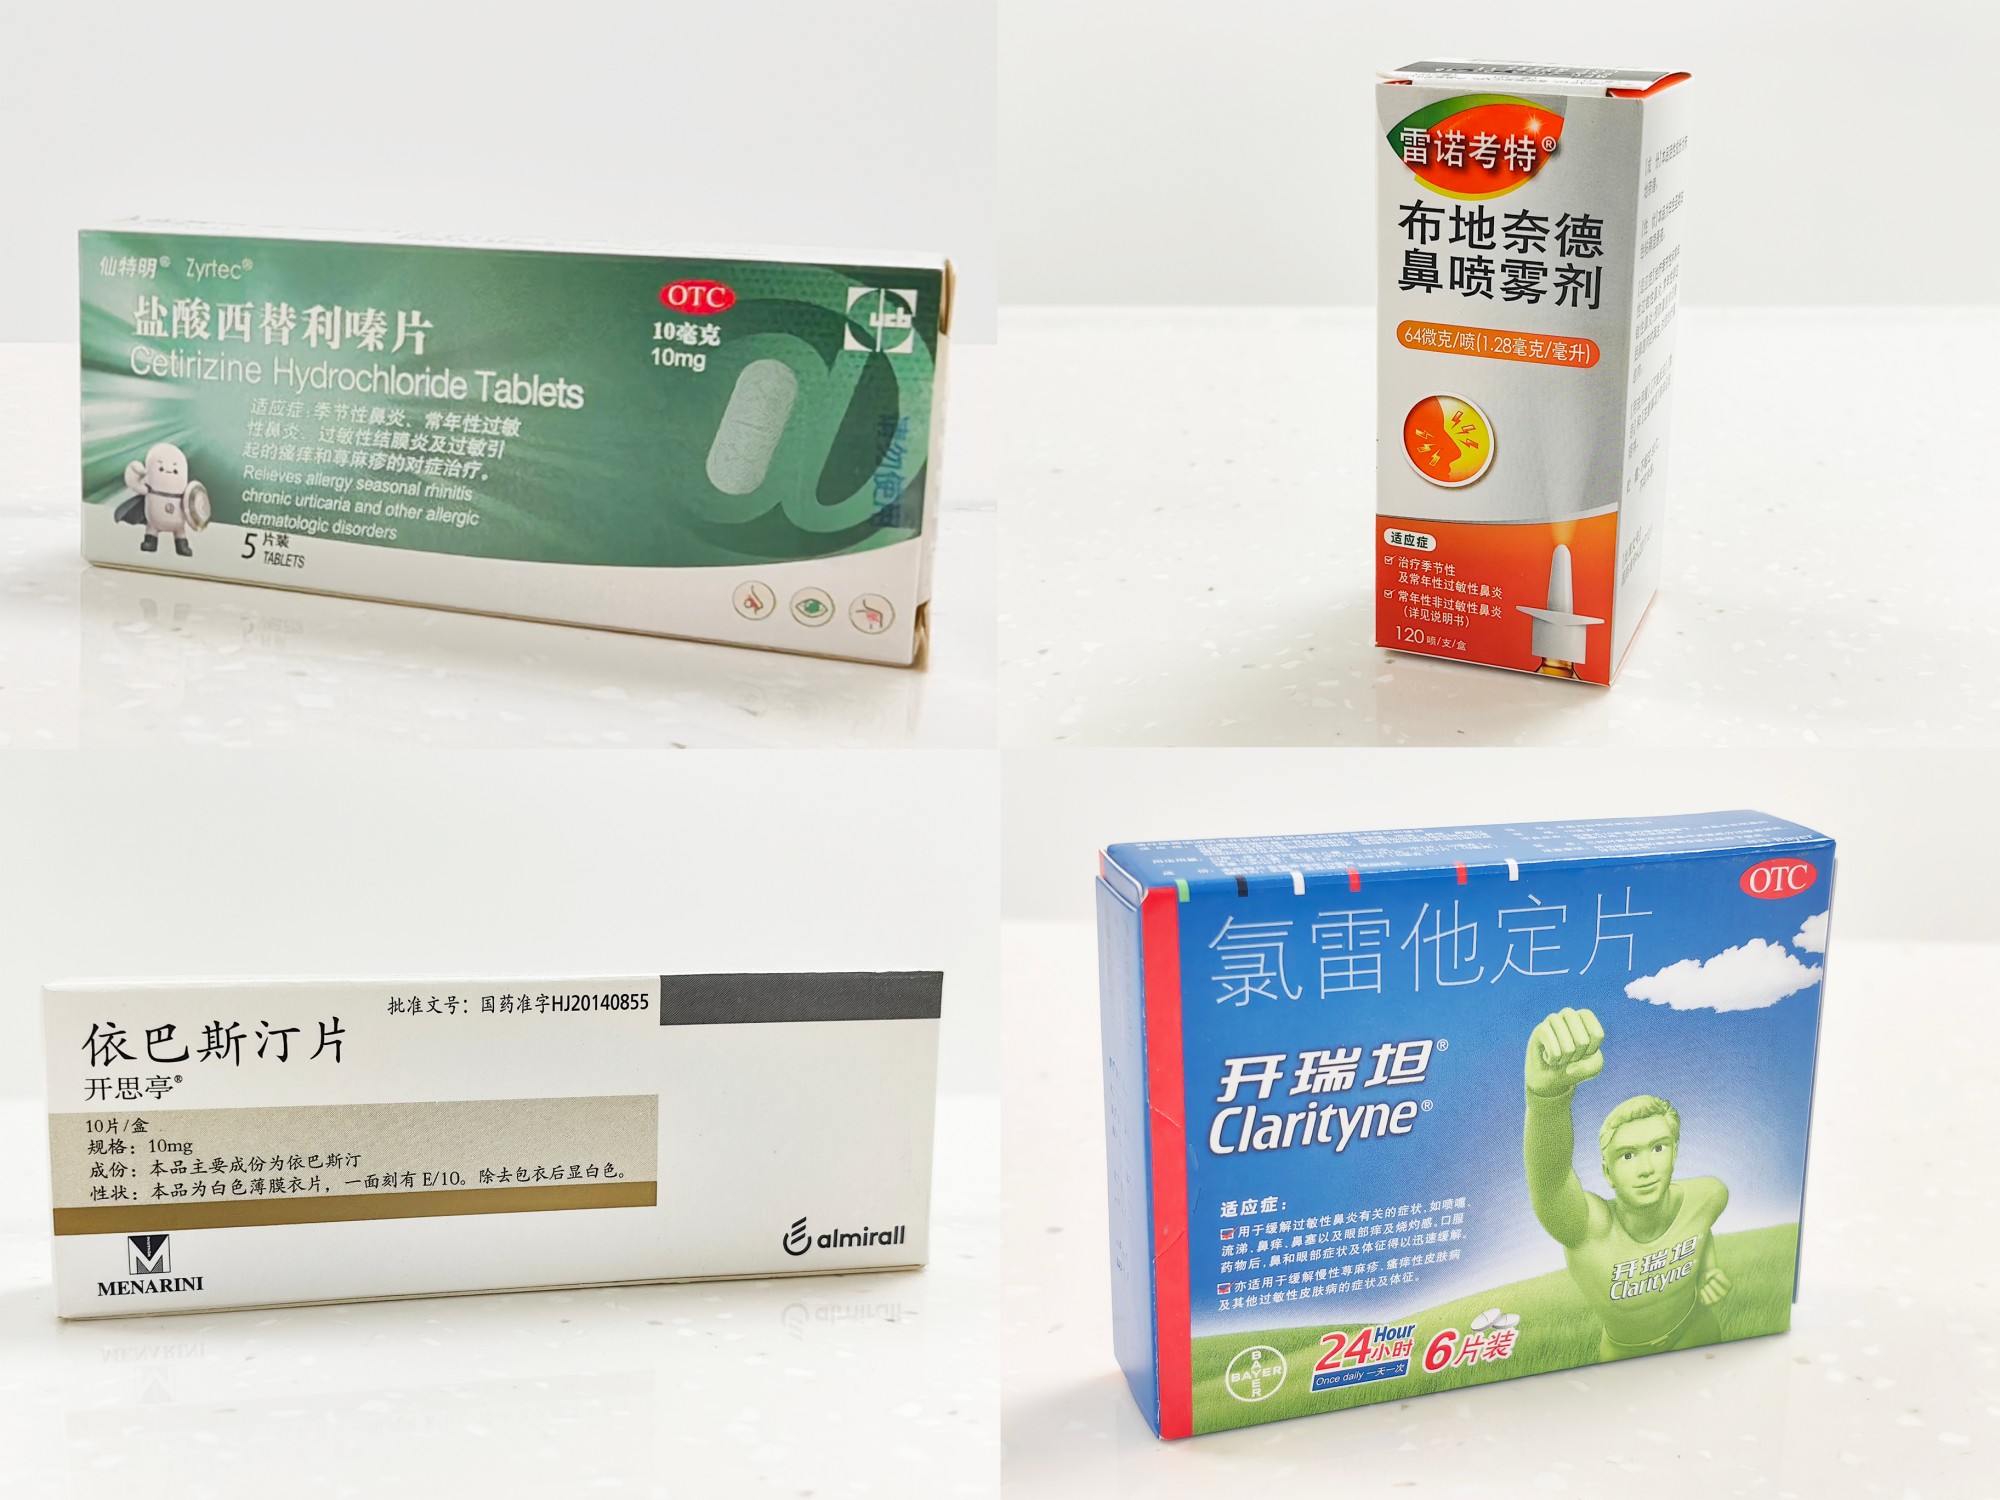 仙特明® Zyrtec®
盐酸西替利嗪片
Cetirizine Hydrochloride Tablets
OTC
10毫克
10mg
ucb
适应症：季节性鼻炎、常年性过敏
性鼻炎、过敏性结膜炎及过敏引
起的瘙痒和荨麻疹的对症治疗。
Relieves allergy seasonal rhinitis
chronic urticaria and other allergic
dermatologic disorders
5片装
TABLETS
请勿使用
雷诺考特®
布地奈德
鼻喷雾剂
64微克/喷(1.28毫克/毫升)
适应症
治疗季节性
及常年性过敏性鼻炎
常年性非过敏性鼻炎
（详见说明书）
120喷/支/盒
批准文号：国药准字HJ20140855
依巴斯汀片
开思亭®
10片/盒
规格：10mg
成份：本品主要成份为依巴斯汀
性状：本品为白色薄膜衣片，一面刻有 E/10。除去包衣后显白色。
MENARINI
almirall
OTC
氯雷他定片
开瑞坦®
Clarityne®
适应症：
用于缓解过敏性鼻炎有关的症状，如喷嚏、
流涕、鼻痒、鼻塞以及眼部痒及烧灼感。口服
药物后，鼻和眼部症状及体征得以迅速缓解。
亦适用于缓解慢性荨麻疹、瘙痒性皮肤病
及其他过敏性皮肤病的症状及体征。
开瑞坦®
Clarityne®
BAYER
BAYER
24 Hour
小时
Once daily 一天一次
6片装